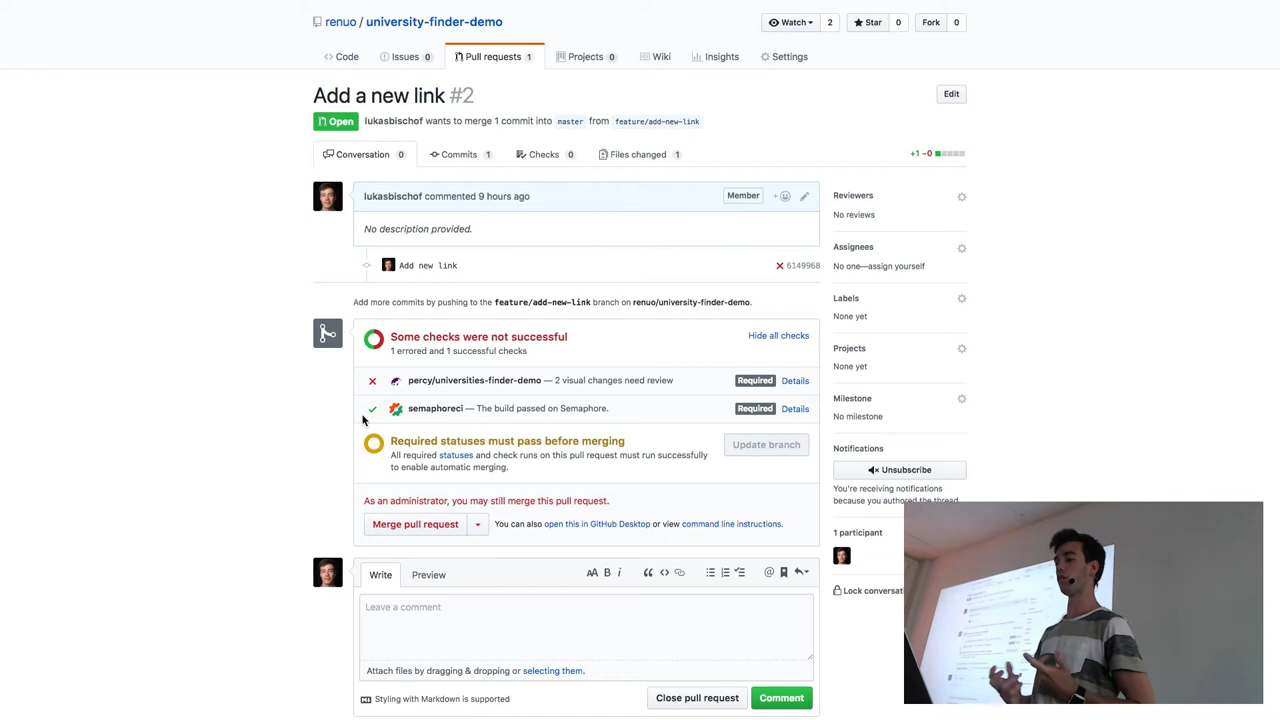 renuo / university-finder-demo
Watch 2 Star 0 Fork 0
Code Issues 0 Pull requests 1 Projects 0 Wiki Insights Settings
Add a new link #2
Edit
Open lukasbischof wants to merge 1 commit into master from feature/add-new-link
Conversation 0 Commits 1 Checks 0 Files changed 1 +1 −0
lukasbischof commented 9 hours ago Member
No description provided.
Add new link 6149968
Add more commits by pushing to the feature/add-new-link branch on renuo/university-finder-demo.
Some checks were not successful Hide all checks
1 errored and 1 successful checks
percy/universities-finder-demo — 2 visual changes need review Required Details
semaphoreci — The build passed on Semaphore. Required Details
Required statuses must pass before merging Update branch
All required statuses and check runs on this pull request must run successfully
to enable automatic merging.
As an administrator, you may still merge this pull request.
Merge pull request You can also open this in GitHub Desktop or view command line instructions.
Write Preview AA B i
Leave a comment
Attach files by dragging & dropping or selecting them.
Styling with Markdown is supported Close pull request Comment
Reviewers
No reviews
Assignees
No one—assign yourself
Labels
None yet
Projects
None yet
Milestone
No milestone
Notifications
Unsubscribe
You're receiving notifications
because you authored the thread.
1 participant
Lock conversa